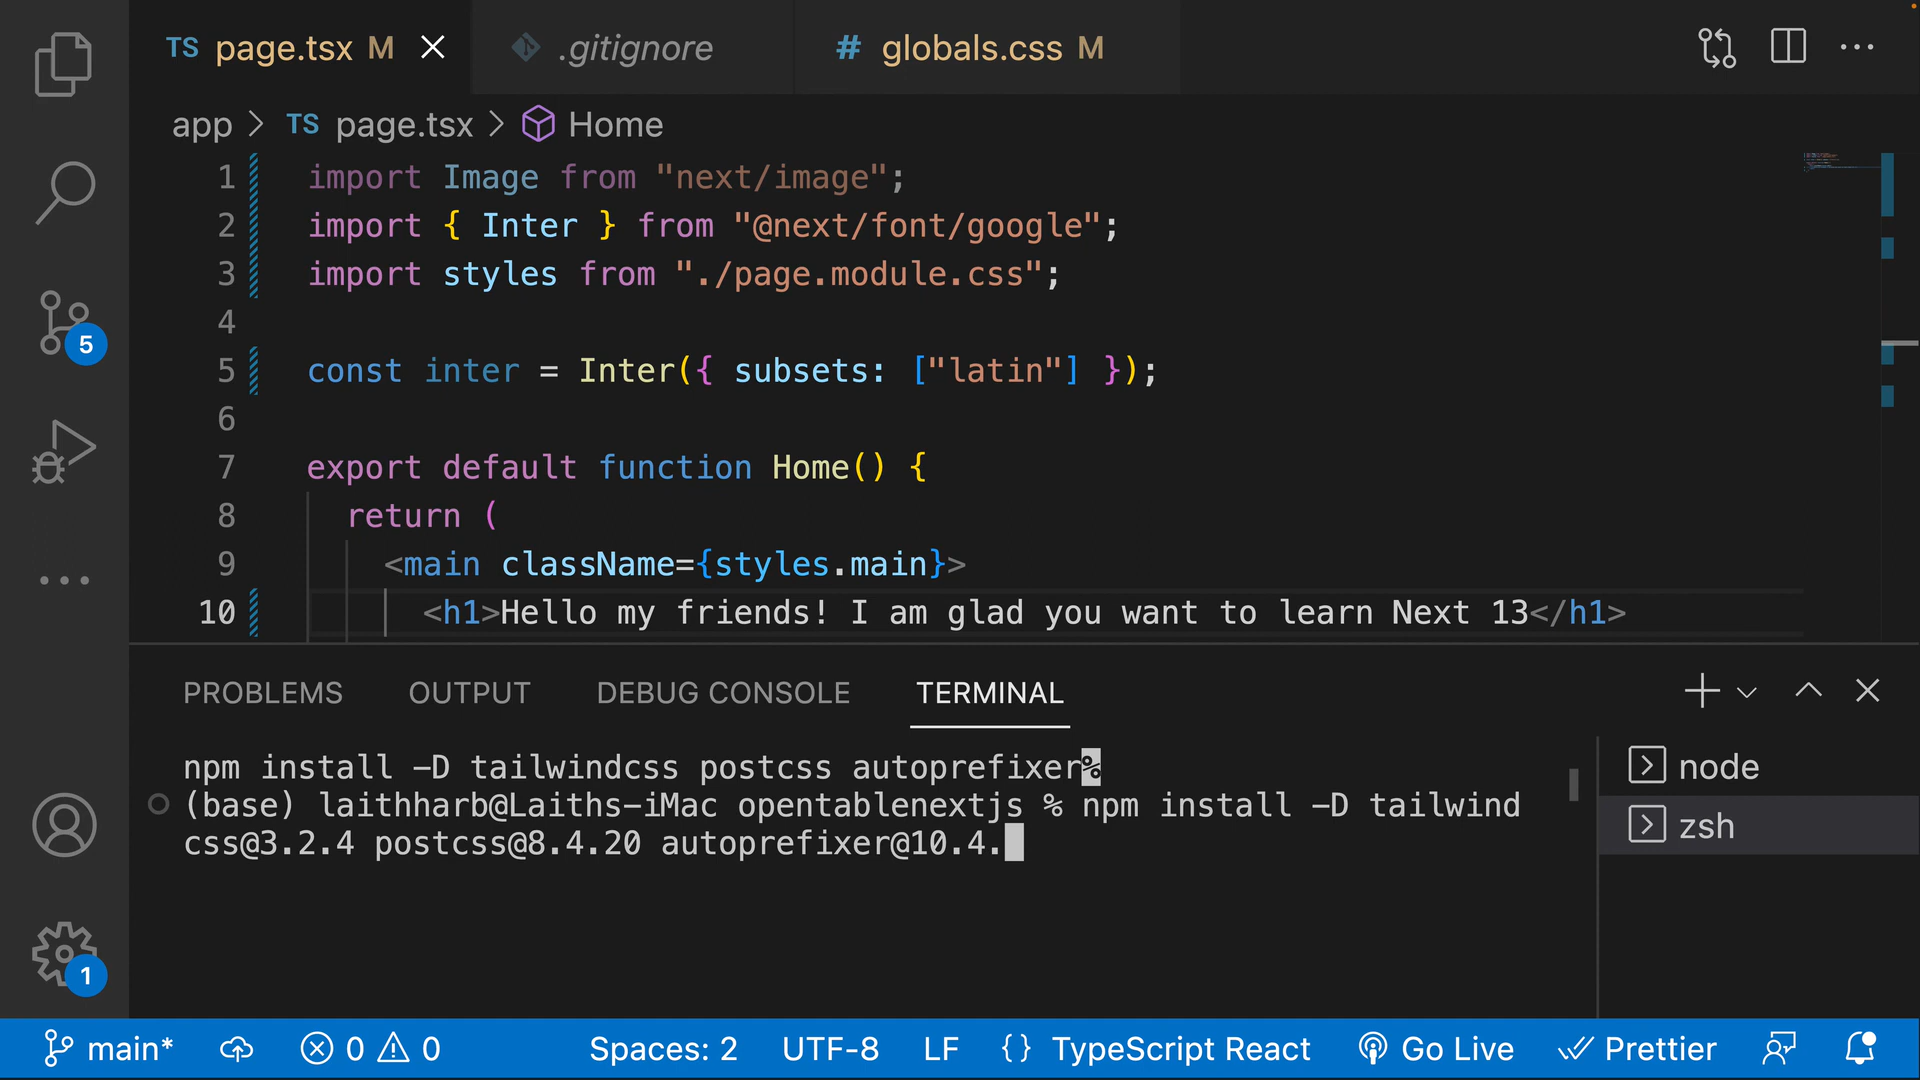 TS page.tsx M
.gitignore
# globals.css M
app > TS page.tsx > Home
1 import Image from "next/image";
2 import { Inter } from "@next/font/google";
3 import styles from "./page.module.css";
4
5 const inter = Inter({ subsets: ["latin"] });
6
7 export default function Home() {
8 return (
9 <main className={styles.main}>
10 <h1>Hello my friends! I am glad you want to learn Next 13</h1>
5
1
PROBLEMS OUTPUT DEBUG CONSOLE TERMINAL
npm install -D tailwindcss postcss autoprefixer%
(base) laithharb@Laiths-iMac opentablenextjs % npm install -D tailwind
css@3.2.4 postcss@8.4.20 autoprefixer@10.4.
node
zsh
main* 0 0 Spaces: 2 UTF-8 LF {} TypeScript React Go Live Prettier